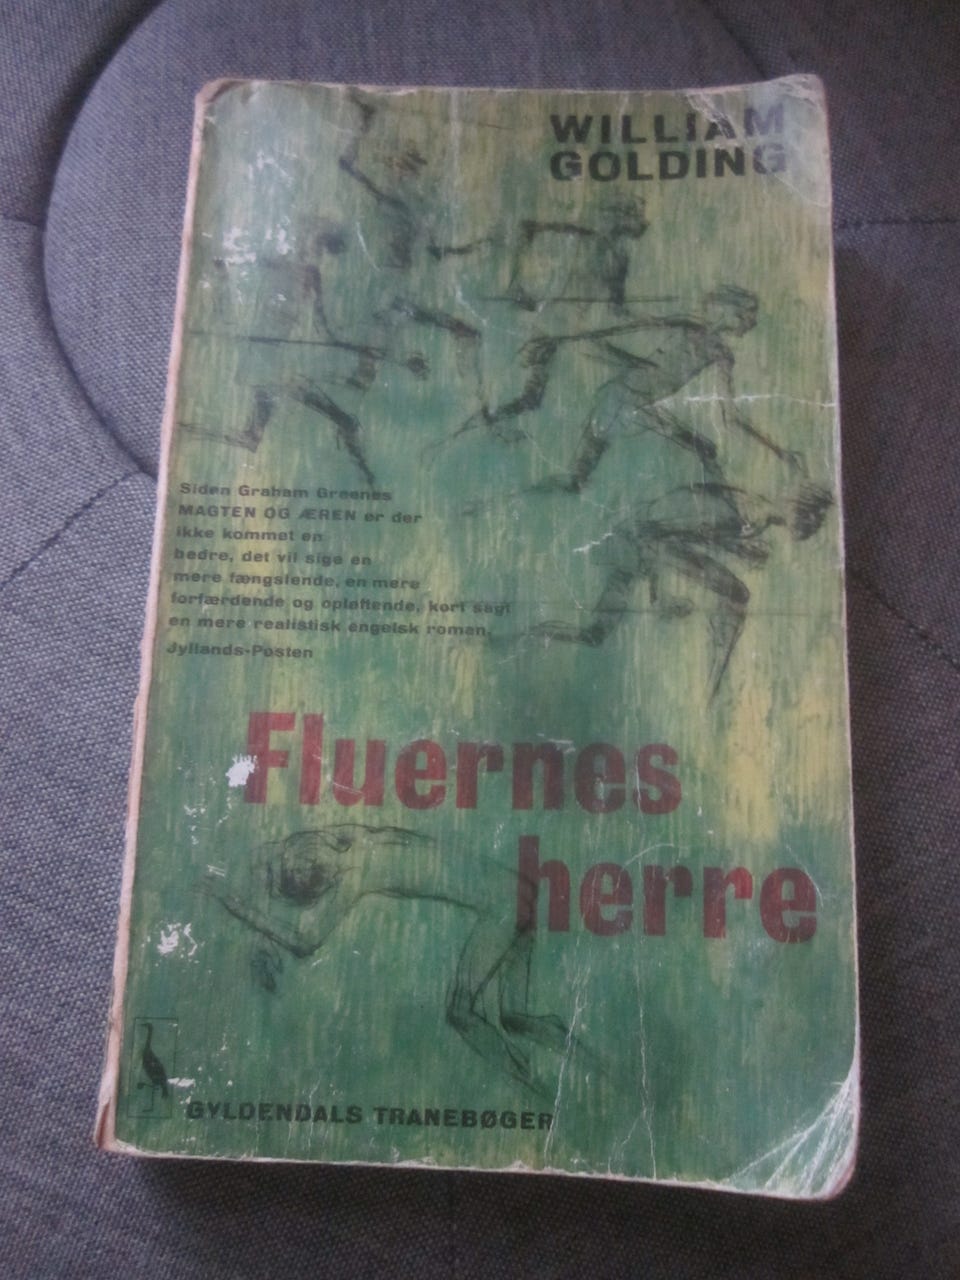 WILLIAM
GOLDING
Siden Graham Greenes
MAGTEN OG ÆREN er der
ikke kommet en
bedre, det vil sige en
mere fængslende, en mere
forfærdende og opløftende, kort sagt
en mere realistisk engelsk roman.
Jyllands-Posten
Fluernes
herre
GYLDENDALS TRANEBØGER